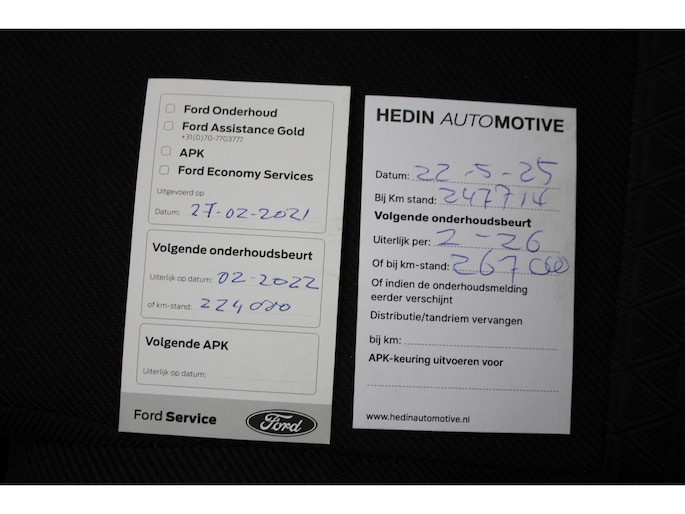 Ford Onderhoud
Ford Assistance Gold
+31(0)70-7703777
APK
Ford Economy Services
Uitgevoerd op
Datum: 27-02-2021
Volgende onderhoudsbeurt
Uiterlijk op datum: 02-2022
of km-stand: 224000
Volgende APK
Uiterlijk op datum:
Ford Service
Ford
HEDIN AUTOMOTIVE
Datum: 22-5-25
Bij Km stand: 247714
Volgende onderhoudsbeurt
Uiterlijk per: 2-26
Of bij km-stand: 267000
Of indien de onderhoudsmelding
eerder verschijnt
Distributie/tandriem vervangen
bij km:
APK-keuring uitvoeren voor
www.hedinautomotive.nl